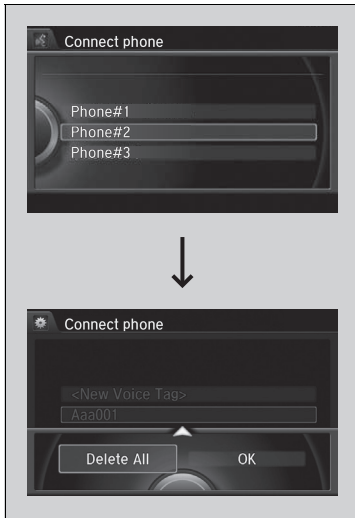 Connect phone
Phone#1
Phone#2
Phone#3
Connect phone
<New Voice Tag>
Aaa001
Delete All OK